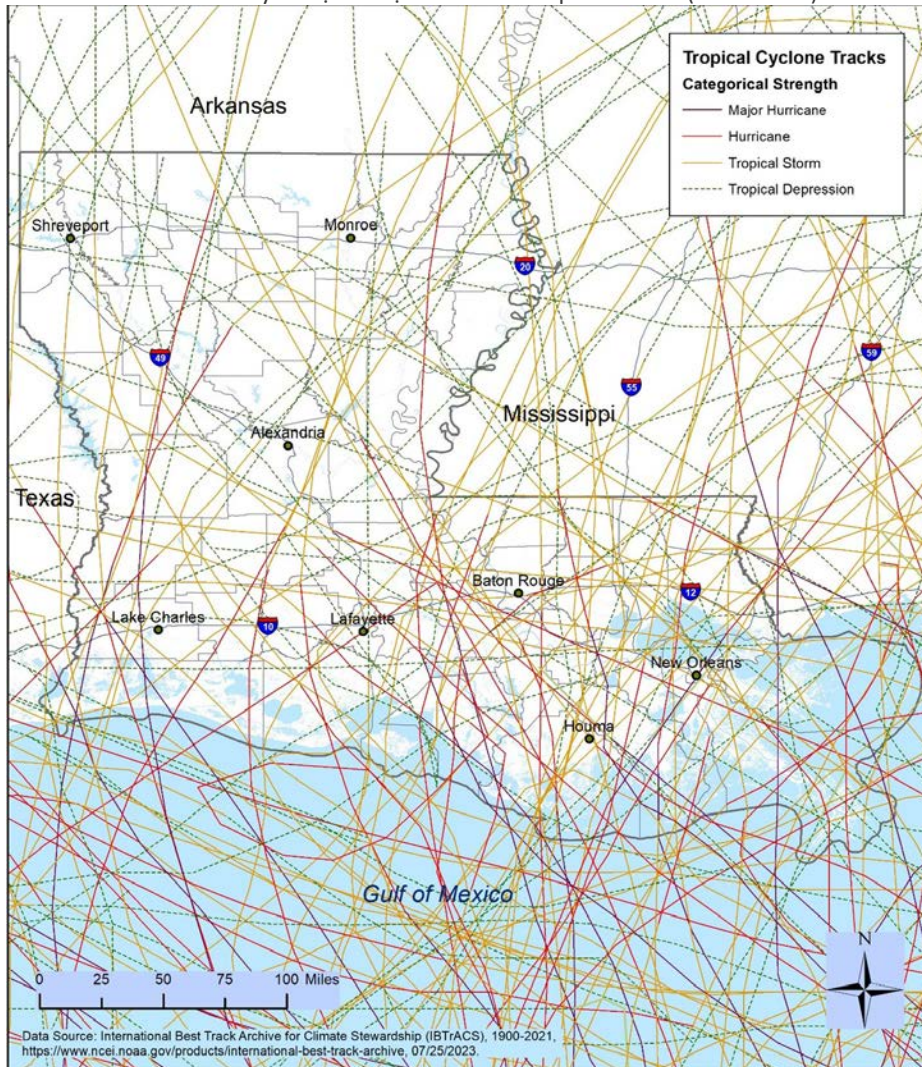 Tropical Cyclone Tracks
Categorical Strength
Major Hurricane
Hurricane
Tropical Storm
Tropical Depression
Arkansas
Shreveport
Monroe
20
49
59
55
Mississippi
Alexandria
Texas
Baton Rouge
12
Lake Charles
10
Lafayette
New Orleans
Houma
Gulf of Mexico
N
0 25 50 75 100 Miles
Data Source: International Best Track Archive for Climate Stewardship (IBTrACS), 1900-2021,
https://www.ncei.noaa.gov/products/international-best-track-archive, 07/25/2023.